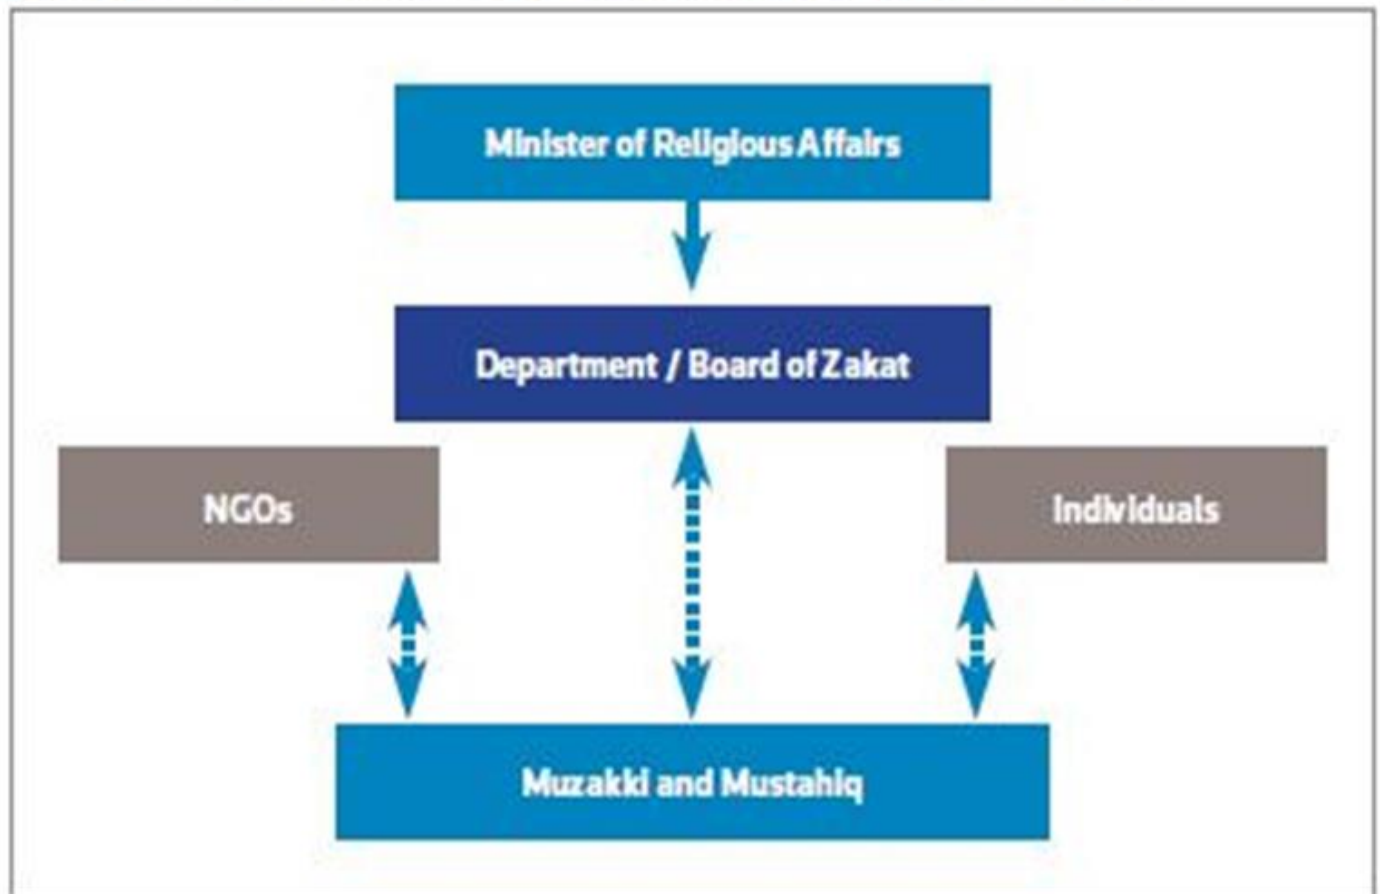 Minister of Religious Affairs
Department / Board of Zakat
NGOs
Individuals
Muzakki and Mustahiq